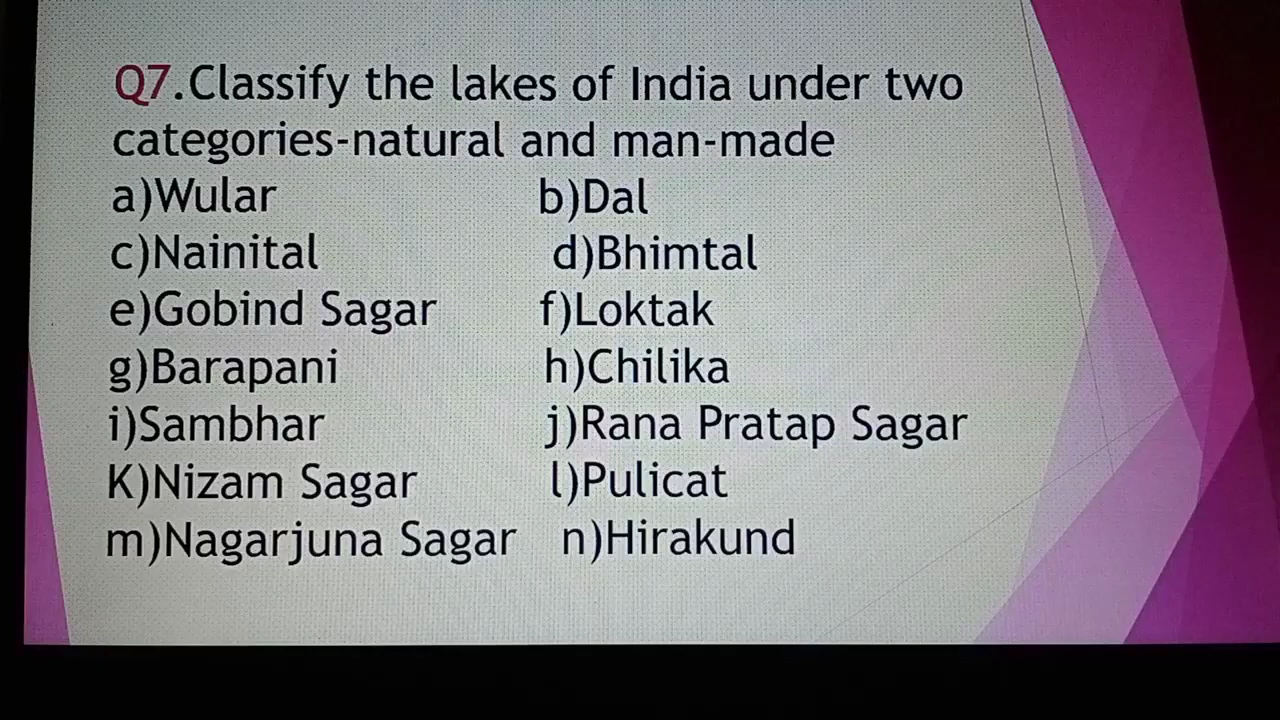 Q7.Classify the lakes of India under two
categories-natural and man-made
a)Wular b)Dal
c)Nainital d)Bhimtal
e)Gobind Sagar f)Loktak
g)Barapani h)Chilika
i)Sambhar j)Rana Pratap Sagar
K)Nizam Sagar l)Pulicat
m)Nagarjuna Sagar n)Hirakund